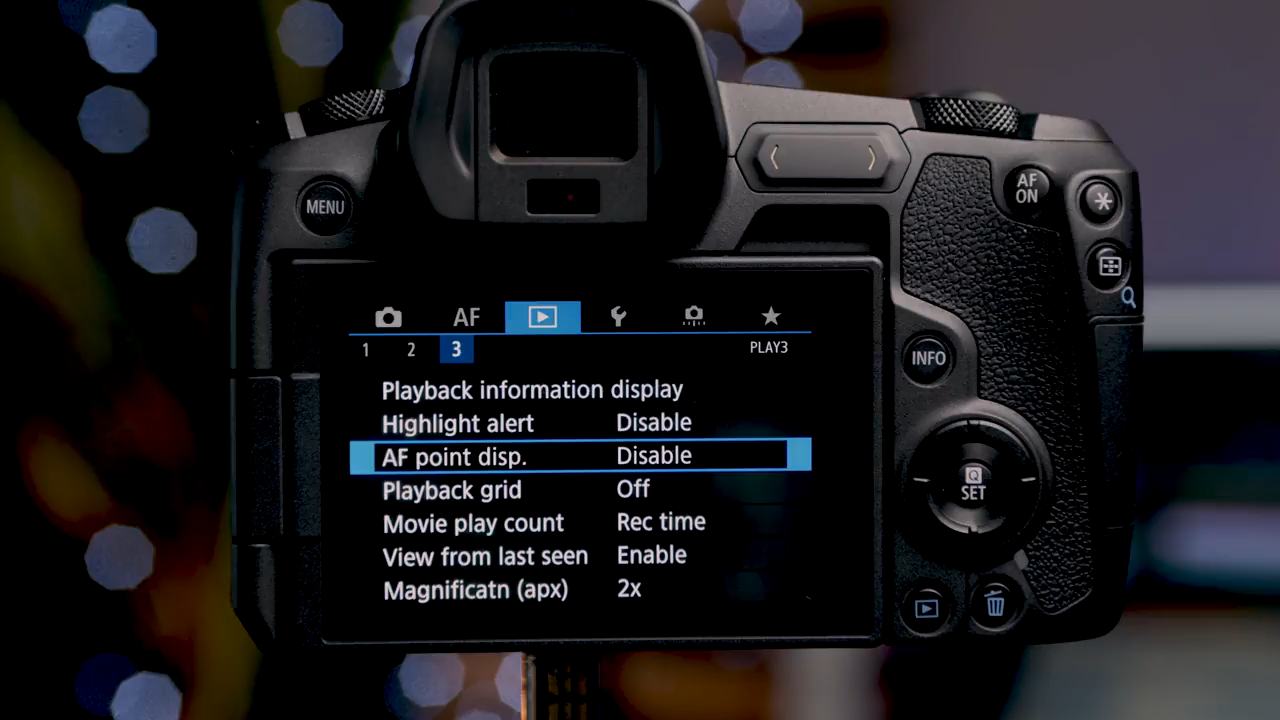 MENU
AF
ON
INFO
Q
SET
AF
1 2 3 PLAY3
Playback information display
Highlight alert Disable
AF point disp. Disable
Playback grid Off
Movie play count Rec time
View from last seen Enable
Magnificatn (apx) 2x